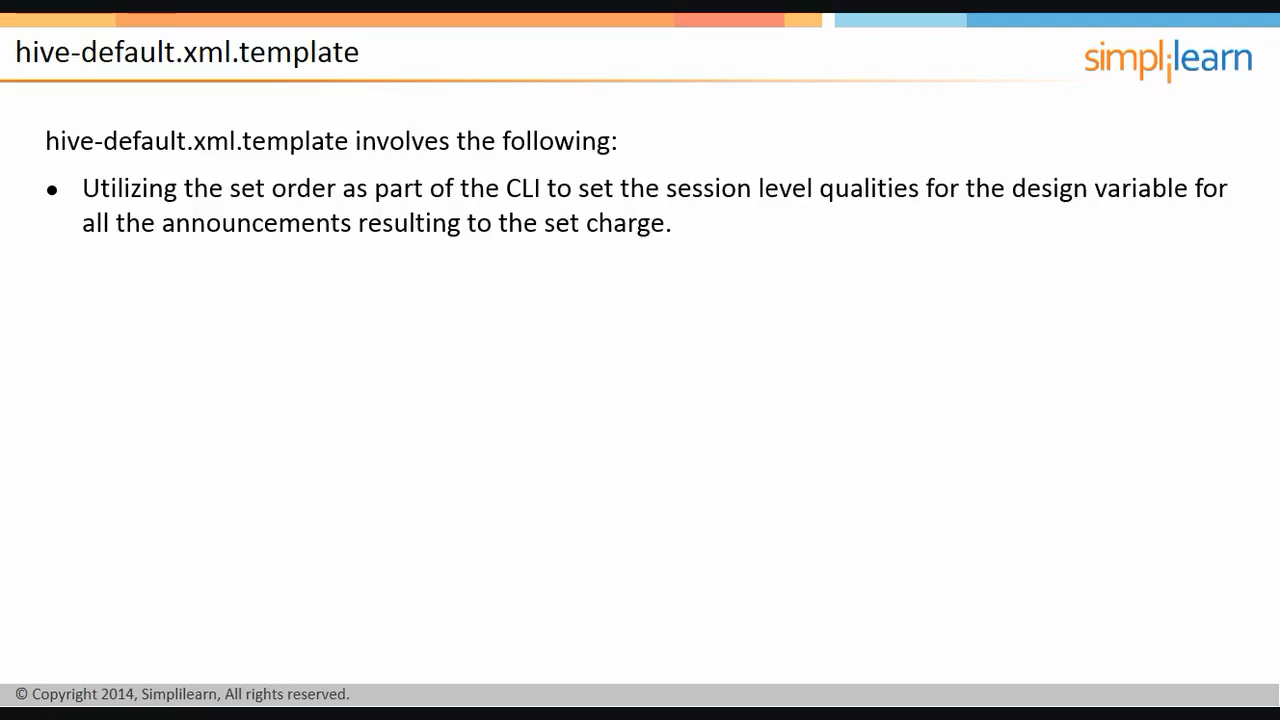 hive-default.xml.template
simplilearn
hive-default.xml.template involves the following:
● Utilizing the set order as part of the CLI to set the session level qualities for the design variable for
all the announcements resulting to the set charge.
© Copyright 2014, Simplilearn, All rights reserved.